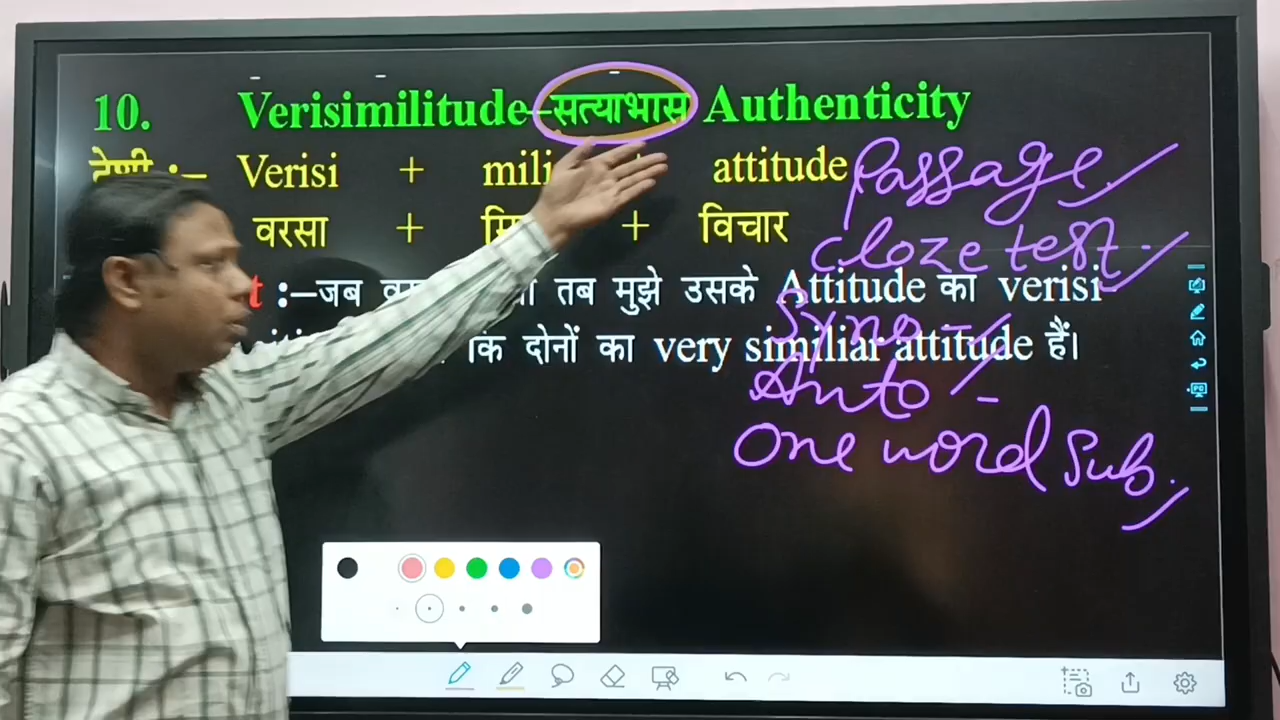 10. Verisimilitude–सत्याभास Authenticity
देशी :– Verisi + mili + attitude
वरसा + + विचार
:–जब तब मुझे उसके Attitude का verisi-
कि दोनों का very similiar attitude हैं।
Passage
Cloze test
Syno –
Anto –
One word Sub.
PC